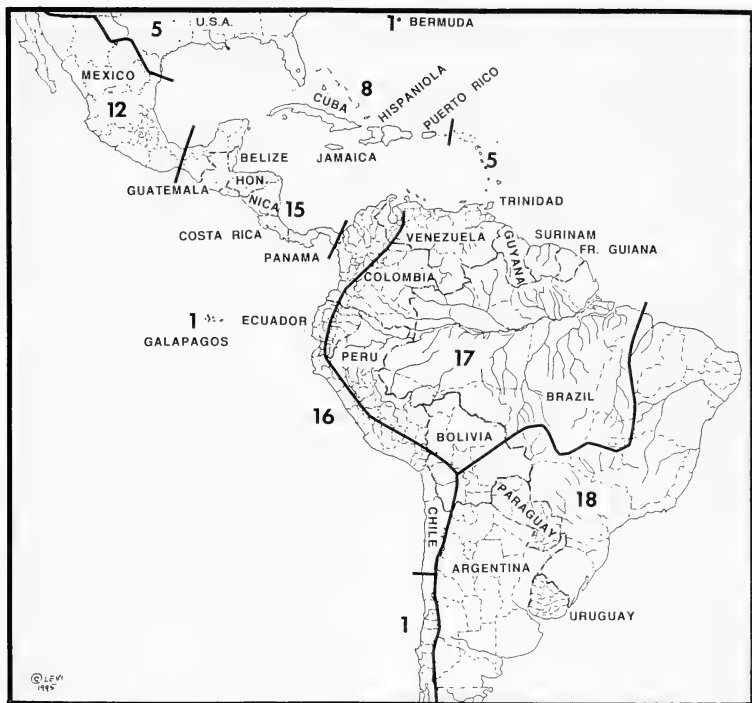 5
U.S.A.
1
BERMUDA
MEXICO
12
8
CUBA
HISPANIOLA
PUERTO RICO
BELIZE
JAMAICA
5
GUATEMALA
HON.
NICA
15
TRINIDAD
COSTA RICA
PANAMA
VENEZUELA
GUYANA
SURINAM
FR. GUIANA
COLOMBIA
1
ECUADOR
GALAPAGOS
PERU
17
BRAZIL
16
BOLIVIA
PARAGUAY
18
CHILE
ARGENTINA
URUGUAY
1
© LEVI
1995